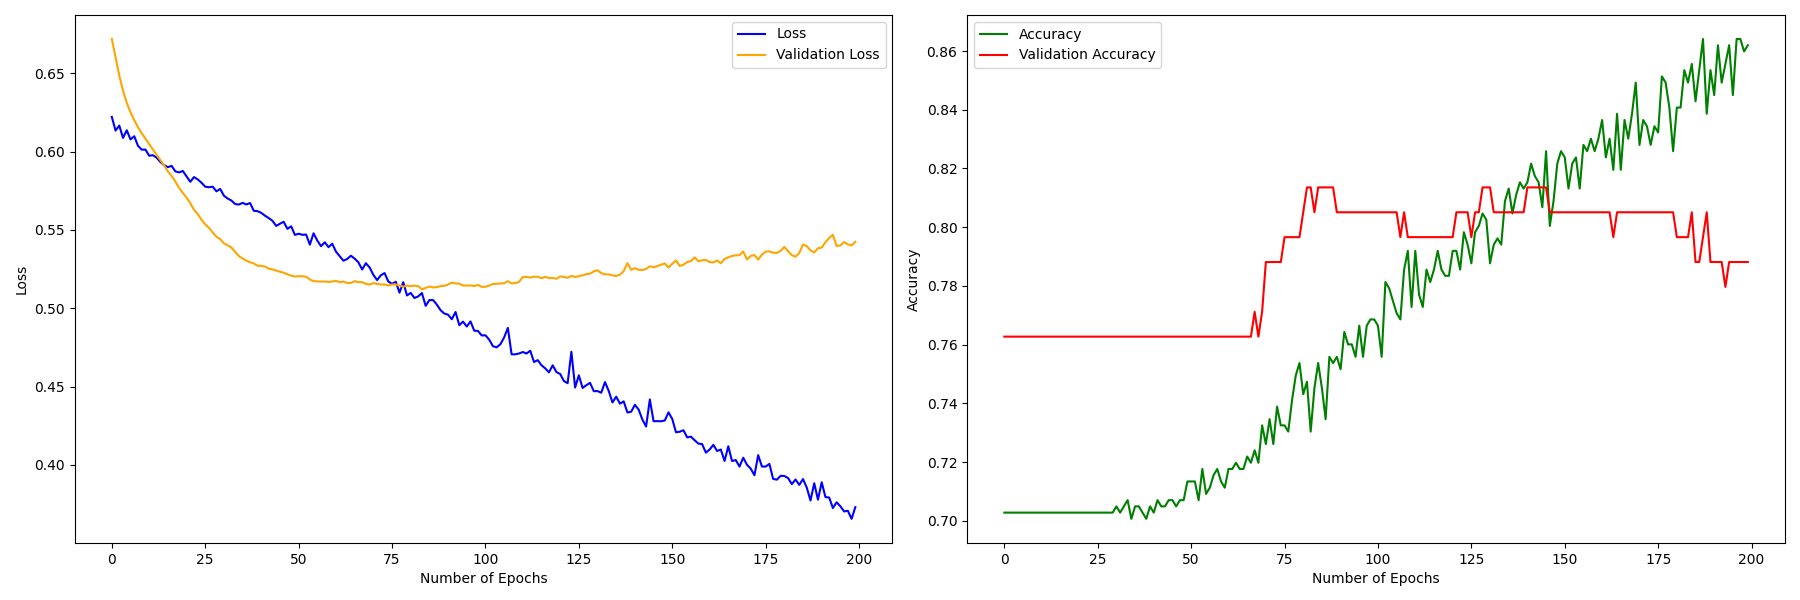 Loss
Validation Loss
0.65
0.60
0.55
0.50
0.45
0.40
Loss
0 25 50 75 100 125 150 175 200
Number of Epochs
Accuracy
Validation Accuracy
0.86
0.84
0.82
0.80
0.78
0.76
0.74
0.72
0.70
Accuracy
0 25 50 75 100 125 150 175 200
Number of Epochs